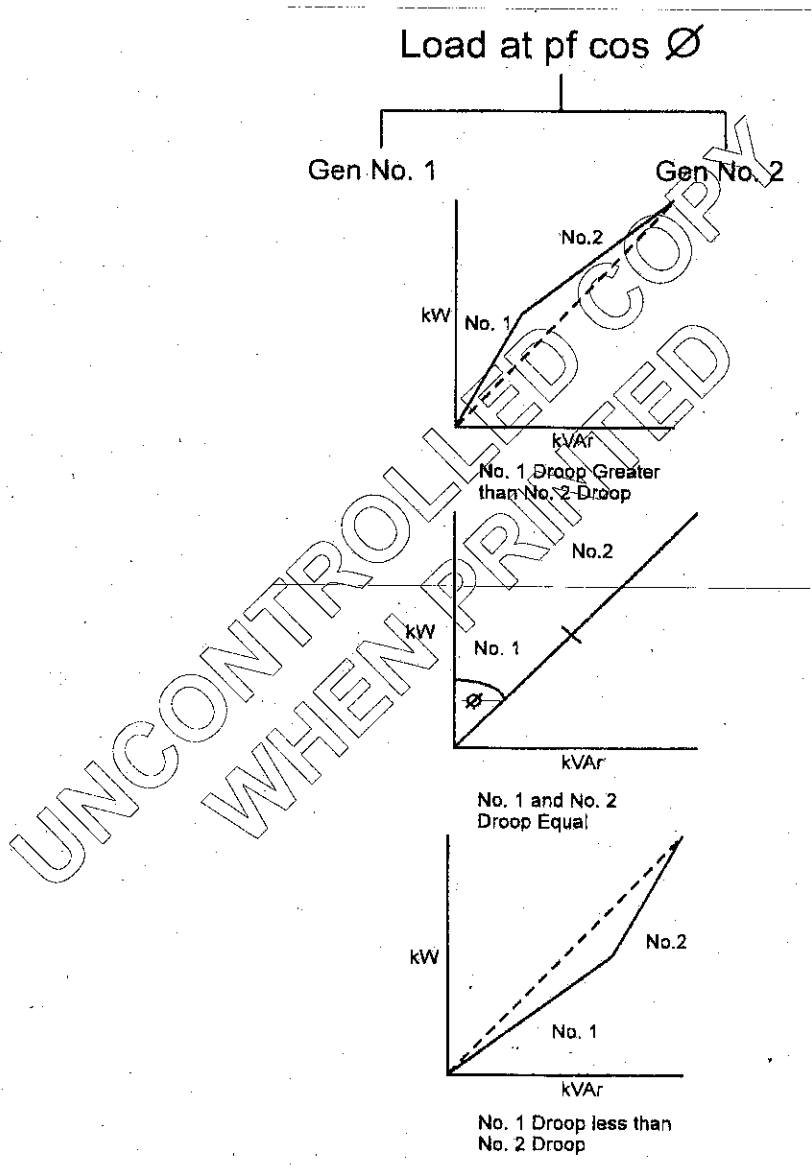 Load at pf cos Ø
Gen No. 1
Gen No. 2
No.2
kW
No. 1
kVAr
No. 1 Droop Greater
than No. 2 Droop
No.2
kW
No. 1
Ø
kVAr
No. 1 and No. 2
Droop Equal
kW
No.2
No. 1
kVAr
No. 1 Droop less than
No. 2 Droop
UNCONTROLLED COPY
WHEN PRINTED